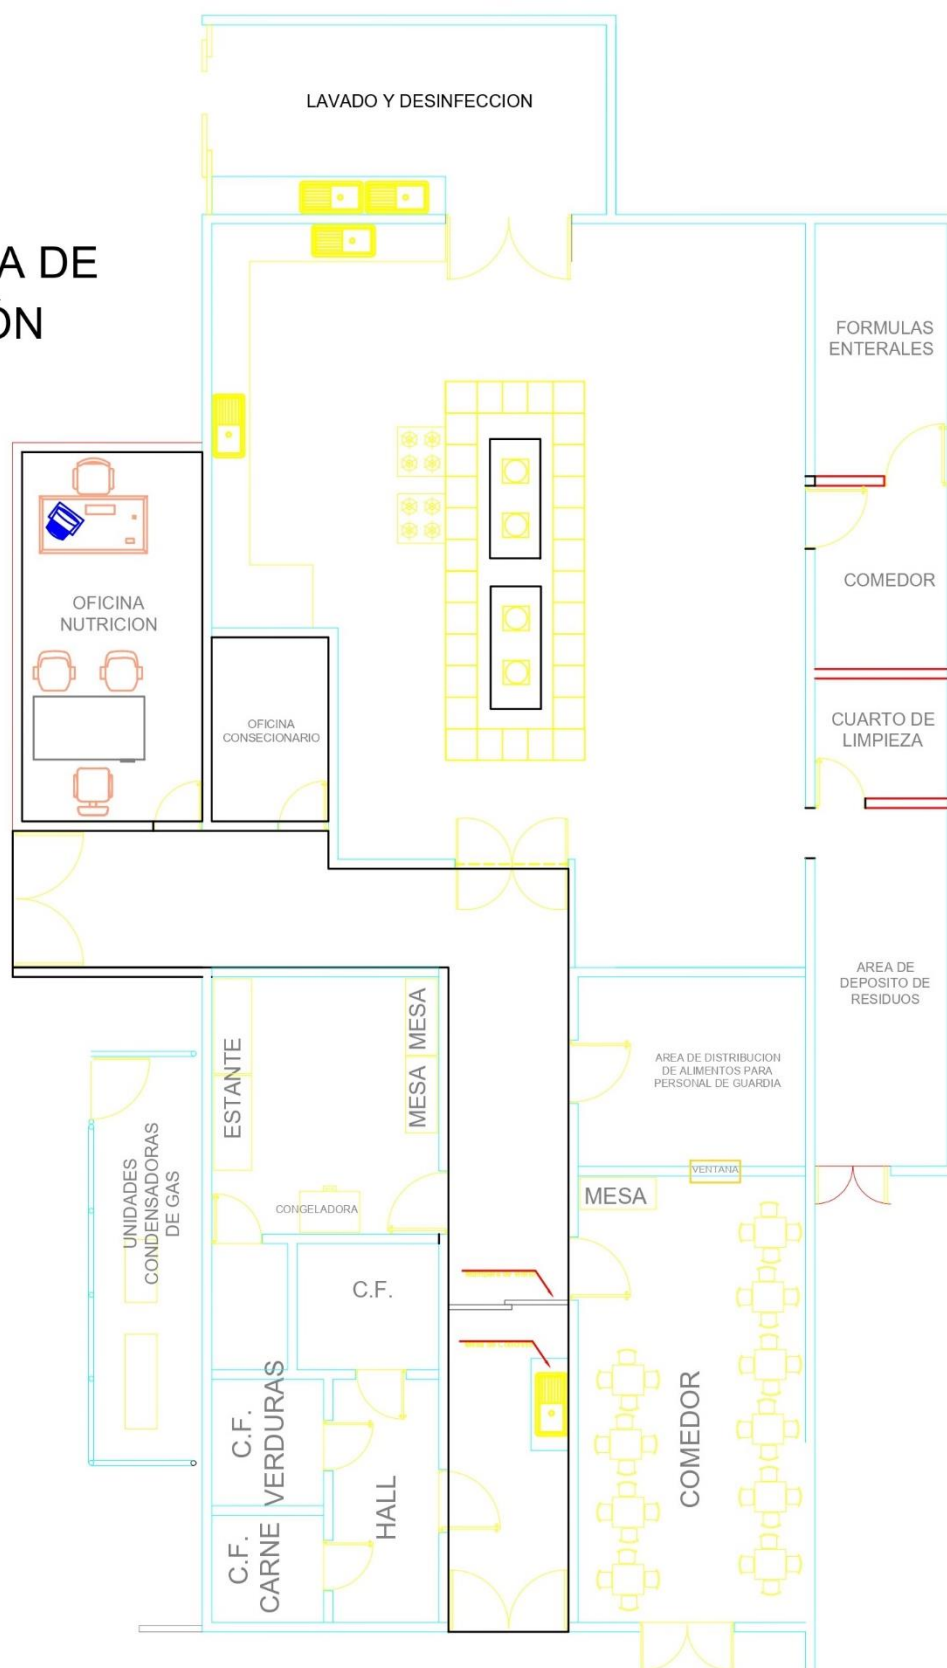 LAVADO Y DESINFECCION
A DE
ÓN
FORMULAS
ENTERALES
OFICINA
NUTRICION
COMEDOR
OFICINA
CONSECIONARIO
CUARTO DE
LIMPIEZA
AREA DE
DEPOSITO DE
RESIDUOS
ESTANTE
MESA
MESA
AREA DE DISTRIBUCION
DE ALIMENTOS PARA
PERSONAL DE GUARDIA
VENTANA
UNIDADES
CONDENSADORAS
DE GAS
CONGELADORA
MESA
C.F.
C.F.
VERDURAS
HALL
COMEDOR
C.F.
CARNE